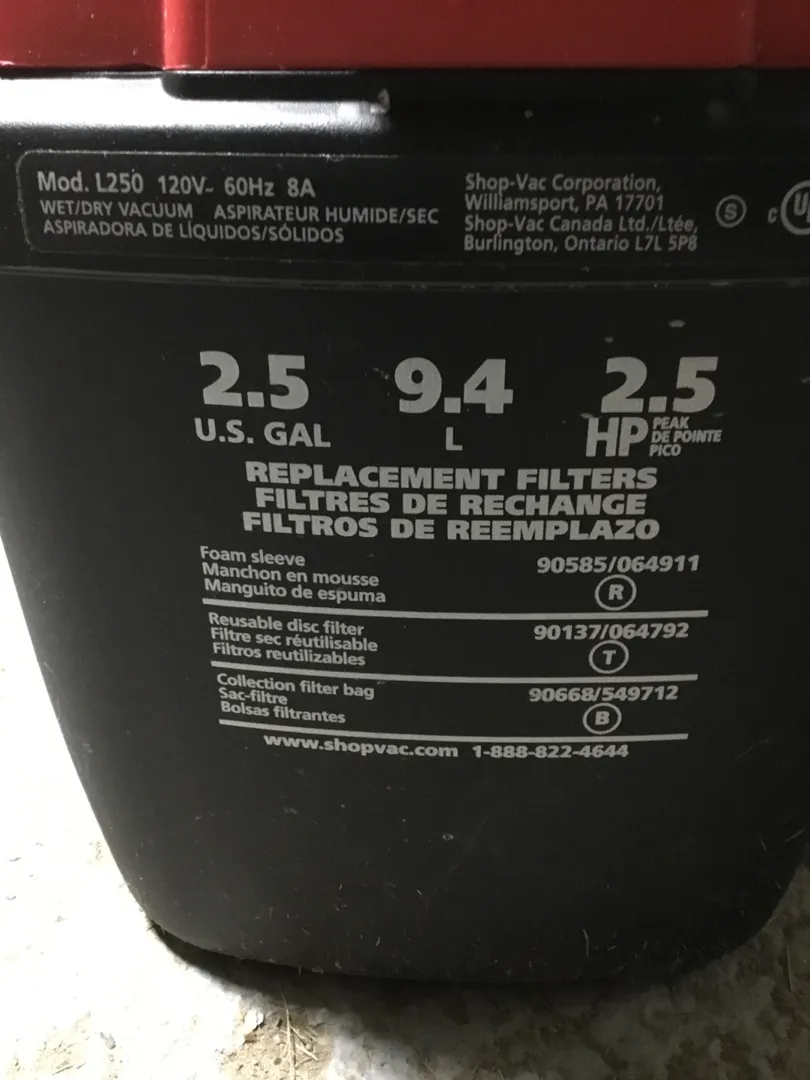 Mod. L250 120V~ 60Hz 8A
WET/DRY VACUUM ASPIRATEUR HUMIDE/SEC
ASPIRADORA DE LÍQUIDOS/SÓLIDOS
Shop-Vac Corporation,
Williamsport, PA 17701
Shop-Vac Canada Ltd./Ltée,
Burlington, Ontario L7L 5P8
S
C
2.5 9.4 2.5
U.S. GAL L HP PEAK
DE POINTE
PICO
REPLACEMENT FILTERS
FILTRES DE RECHANGE
FILTROS DE REEMPLAZO
Foam sleeve 90585/064911
Manchon en mousse
Manguito de espuma
R
Reusable disc filter 90137/064792
Filtre sec réutilisable
Filtros reutilizables
T
Collection filter bag 90668/549712
Sac-filtre
Bolsas filtrantes
B
www.shopvac.com 1-888-822-4644